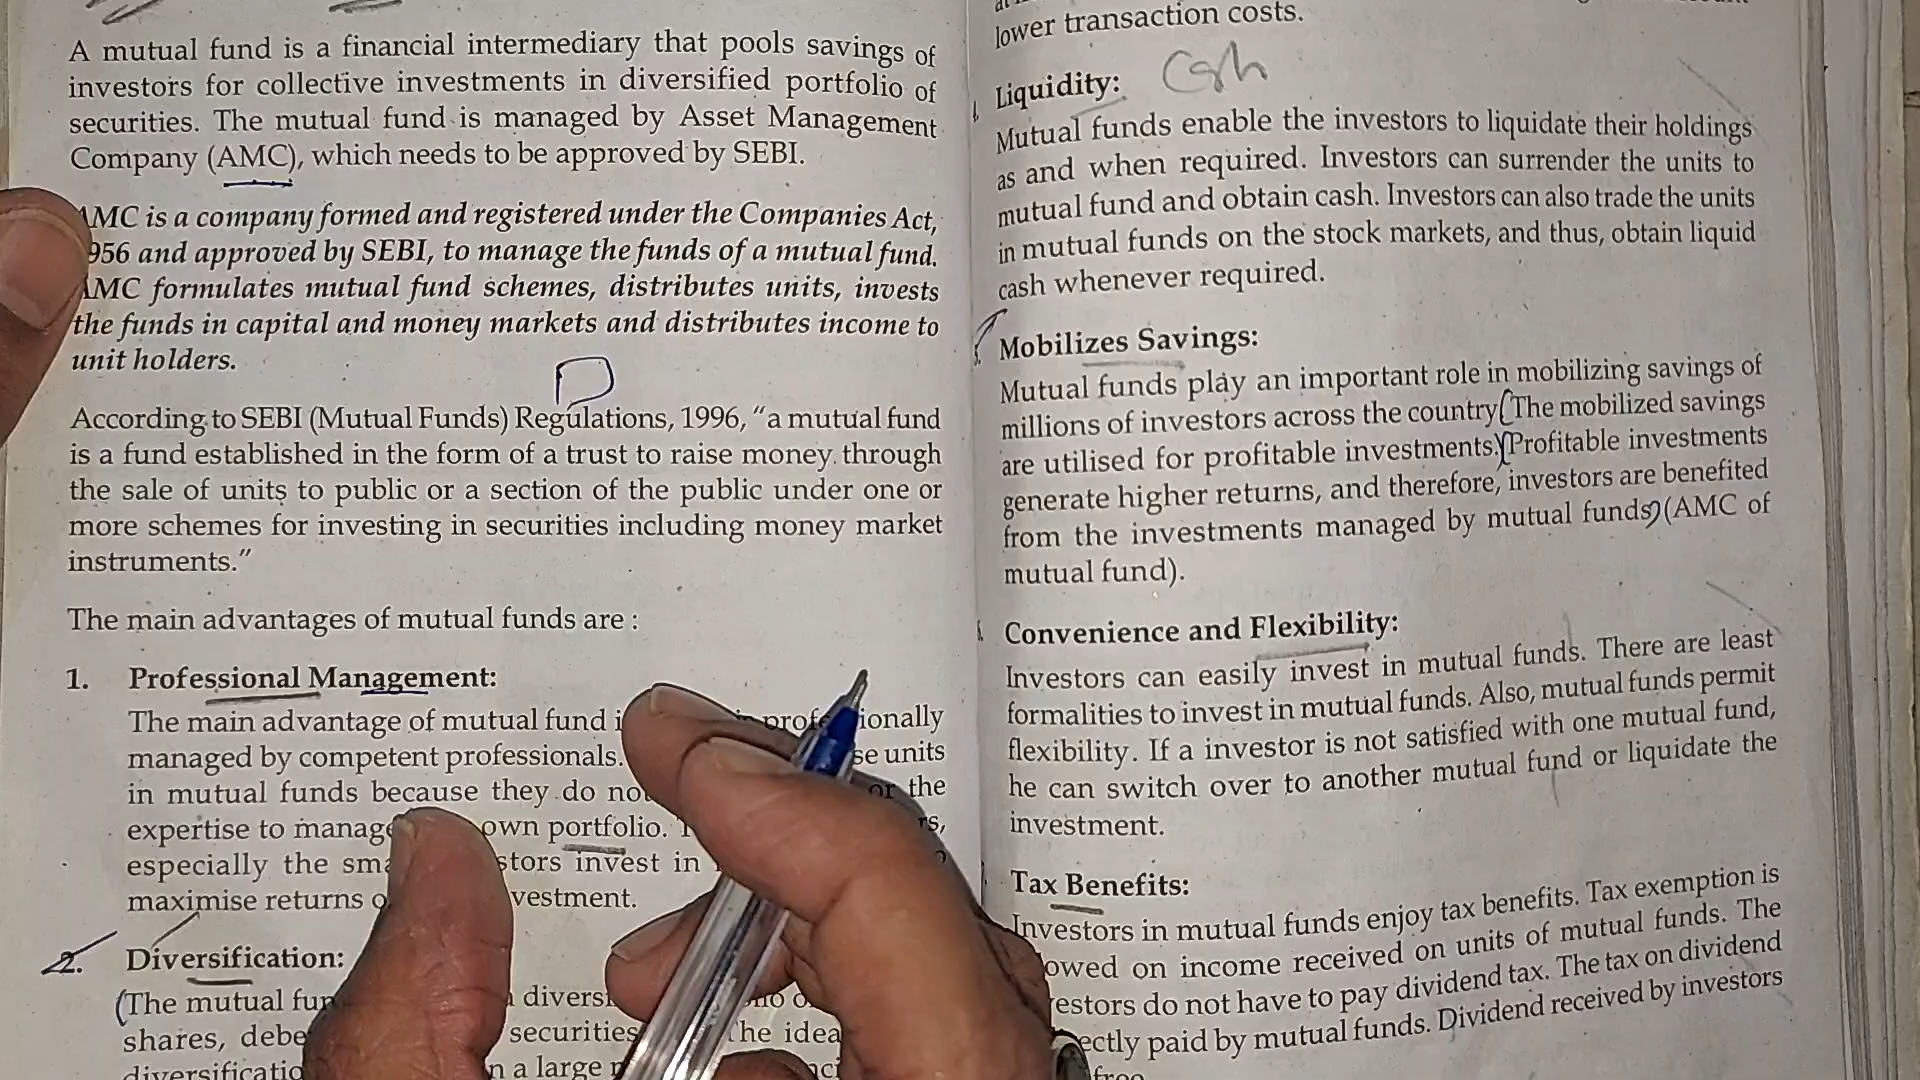 A mutual fund is a financial intermediary that pools savings of
investors for collective investments in diversified portfolio of
securities. The mutual fund is managed by Asset Management
Company (AMC), which needs to be approved by SEBI.
AMC is a company formed and registered under the Companies Act,
956 and approved by SEBI, to manage the funds of a mutual fund.
AMC formulates mutual fund schemes, distributes units, invests
the funds in capital and money markets and distributes income to
unit holders.
According to SEBI (Mutual Funds) Regulations, 1996, "a mutual fund
is a fund established in the form of a trust to raise money through
the sale of units to public or a section of the public under one or
more schemes for investing in securities including money market
instruments."
The main advantages of mutual funds are :
1. Professional Management:
The main advantage of mutual fund
managed by competent professionals. units
in mutual funds because they do the
expertise to own portfolio.
especially the invest in
maximise returns
2. Diversification:
(The mutual
shares, securities The idea
a large
lower transaction costs.
Liquidity: Cash
Mutual funds enable the investors to liquidate their holdings
as and when required. Investors can surrender the units to
mutual fund and obtain cash. Investors can also trade the units
in mutual funds on the stock markets, and thus, obtain liquid
cash whenever required.
Mobilizes Savings:
Mutual funds play an important role in mobilizing savings of
millions of investors across the country. (The mobilized savings
are utilised for profitable investments.) (Profitable investments
generate higher returns, and therefore, investors are benefited
from the investments managed by mutual funds) (AMC of
mutual fund).
Convenience and Flexibility:
Investors can easily invest in mutual funds. There are least
formalities to invest in mutual funds. Also, mutual funds permit
flexibility. If a investor is not satisfied with one mutual fund,
he can switch over to another mutual fund or liquidate the
investment.
Tax Benefits:
Investors in mutual funds enjoy tax benefits. Tax exemption is
on income received on units of mutual funds. The
do not have to pay dividend tax. The tax on dividend
paid by mutual funds. Dividend received by investors